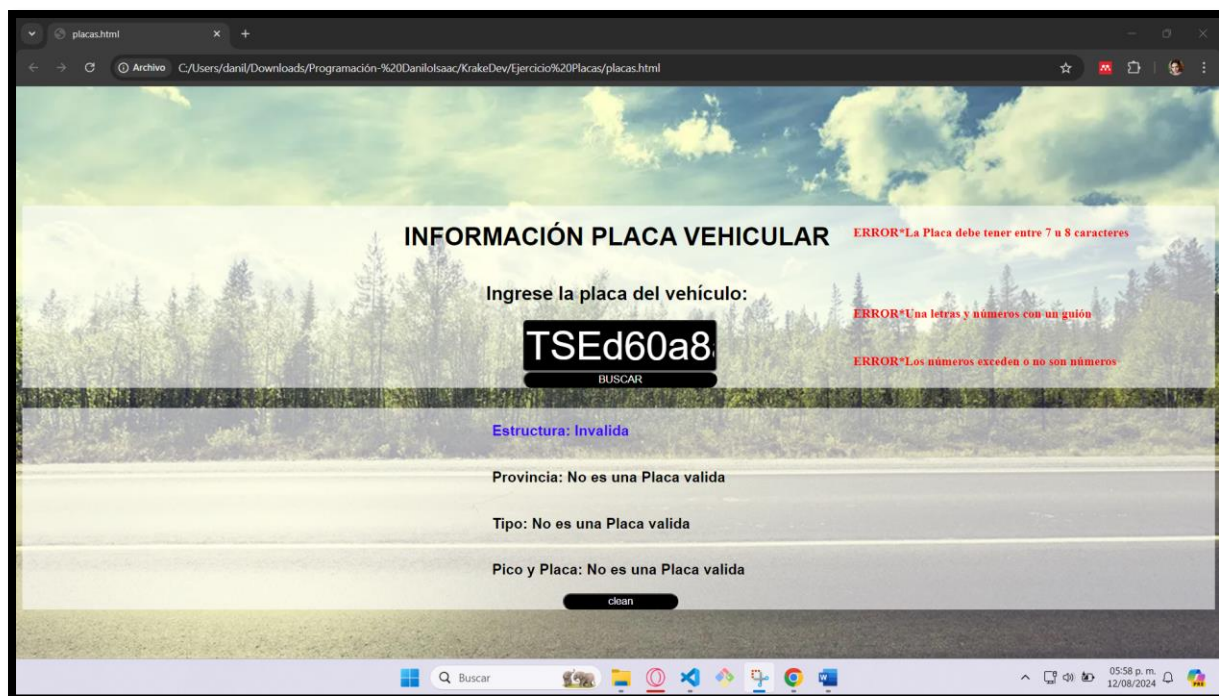 placas.html
Archivo C:/Users/danil/Downloads/Programación-%20DaniloIsaac/KrakeDev/Ejercicio%20Placas/placas.html
INFORMACIÓN PLACA VEHICULAR
ERROR*La Placa debe tener entre 7 u 8 caracteres
Ingrese la placa del vehículo:
ERROR*Una letras y números con un guión
TSEd60a8
ERROR*Los números exceden o no son números
BUSCAR
Estructura: Invalida
Provincia: No es una Placa valida
Tipo: No es una Placa valida
Pico y Placa: No es una Placa valida
clean
Buscar
05:58 p. m.
12/08/2024